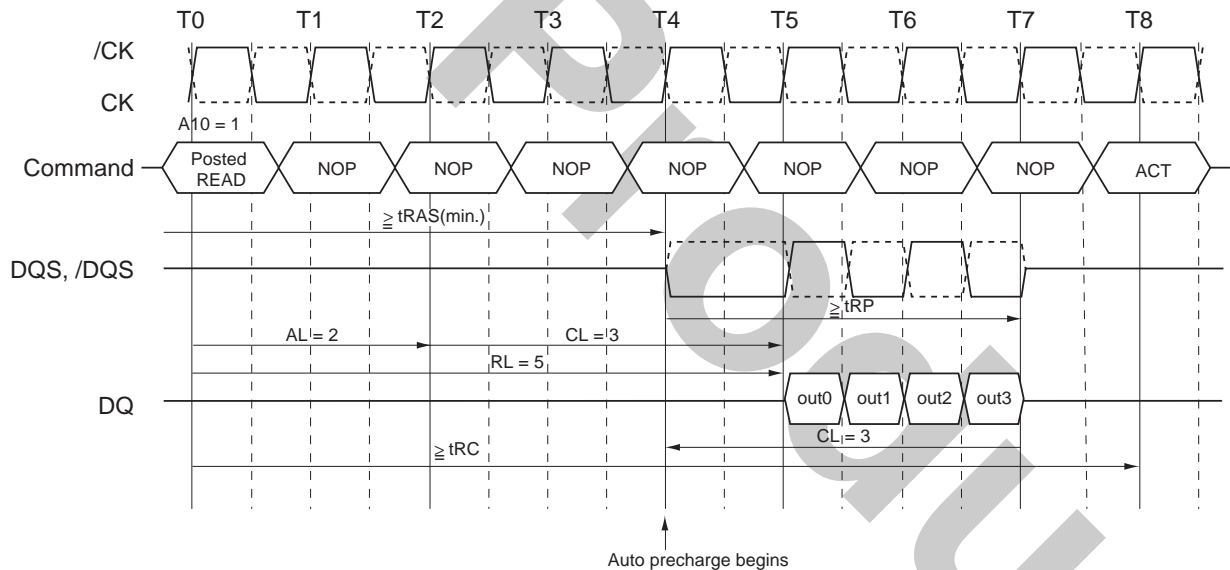 T0 T1 T2 T3 T4 T5 T6 T7 T8
/CK
CK
A10 = 1
Command
Posted READ
NOP NOP NOP NOP NOP NOP NOP ACT
≧ tRAS(min.)
DQS, /DQS
≧ tRP
AL = 2 CL = 3
RL = 5
DQ
out0 out1 out2 out3
CL = 3
≧ tRC
Auto precharge begins
Produ